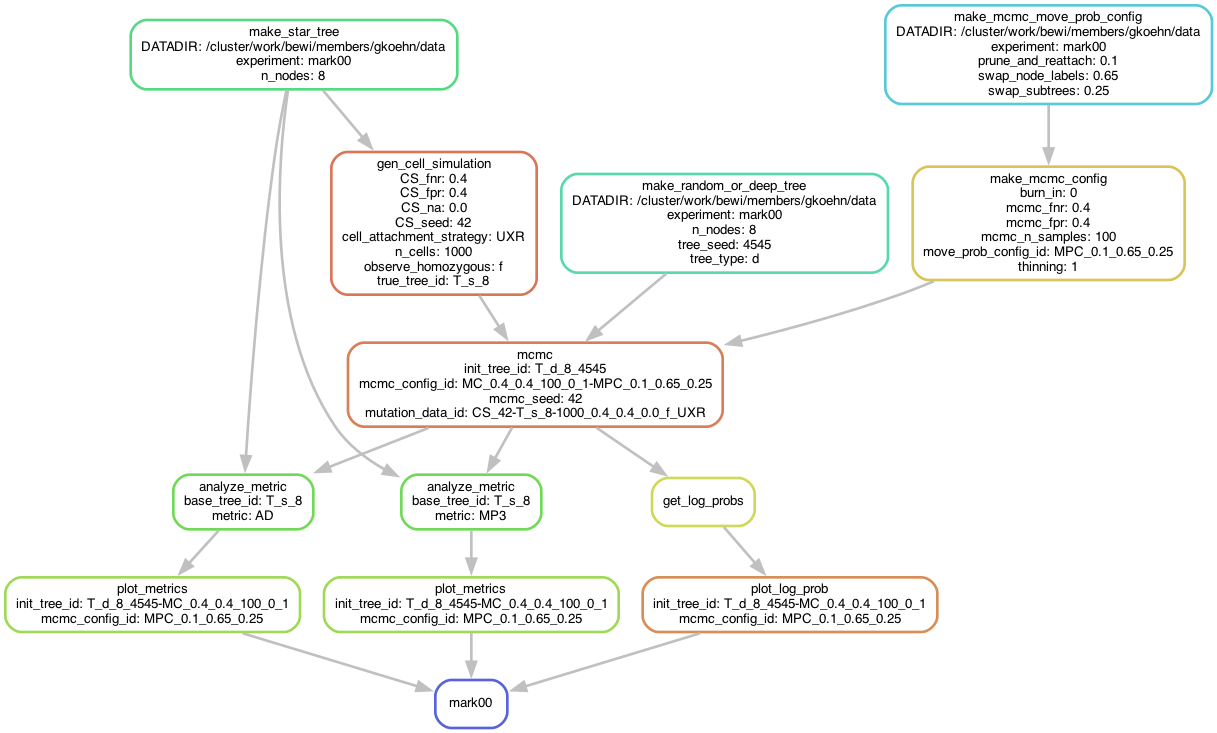 make_star_tree
DATADIR: /cluster/work/bewi/members/gkoehn/data
experiment: mark00
n_nodes: 8
make_mcmc_move_prob_config
DATADIR: /cluster/work/bewi/members/gkoehn/data
experiment: mark00
prune_and_reattach: 0.1
swap_node_labels: 0.65
swap_subtrees: 0.25
gen_cell_simulation
CS_fnr: 0.4
CS_fpr: 0.4
CS_na: 0.0
CS_seed: 42
cell_attachment_strategy: UXR
n_cells: 1000
observe_homozygous: f
true_tree_id: T_s_8
make_random_or_deep_tree
DATADIR: /cluster/work/bewi/members/gkoehn/data
experiment: mark00
n_nodes: 8
tree_seed: 4545
tree_type: d
make_mcmc_config
burn_in: 0
mcmc_fnr: 0.4
mcmc_fpr: 0.4
mcmc_n_samples: 100
move_prob_config_id: MPC_0.1_0.65_0.25
thinning: 1
mcmc
init_tree_id: T_d_8_4545
mcmc_config_id: MC_0.4_0.4_100_0_1-MPC_0.1_0.65_0.25
mcmc_seed: 42
mutation_data_id: CS_42-T_s_8-1000_0.4_0.4_0.0_f_UXR
analyze_metric
base_tree_id: T_s_8
metric: AD
analyze_metric
base_tree_id: T_s_8
metric: MP3
get_log_probs
plot_metrics
init_tree_id: T_d_8_4545-MC_0.4_0.4_100_0_1
mcmc_config_id: MPC_0.1_0.65_0.25
plot_metrics
init_tree_id: T_d_8_4545-MC_0.4_0.4_100_0_1
mcmc_config_id: MPC_0.1_0.65_0.25
plot_log_prob
init_tree_id: T_d_8_4545-MC_0.4_0.4_100_0_1
mcmc_config_id: MPC_0.1_0.65_0.25
mark00